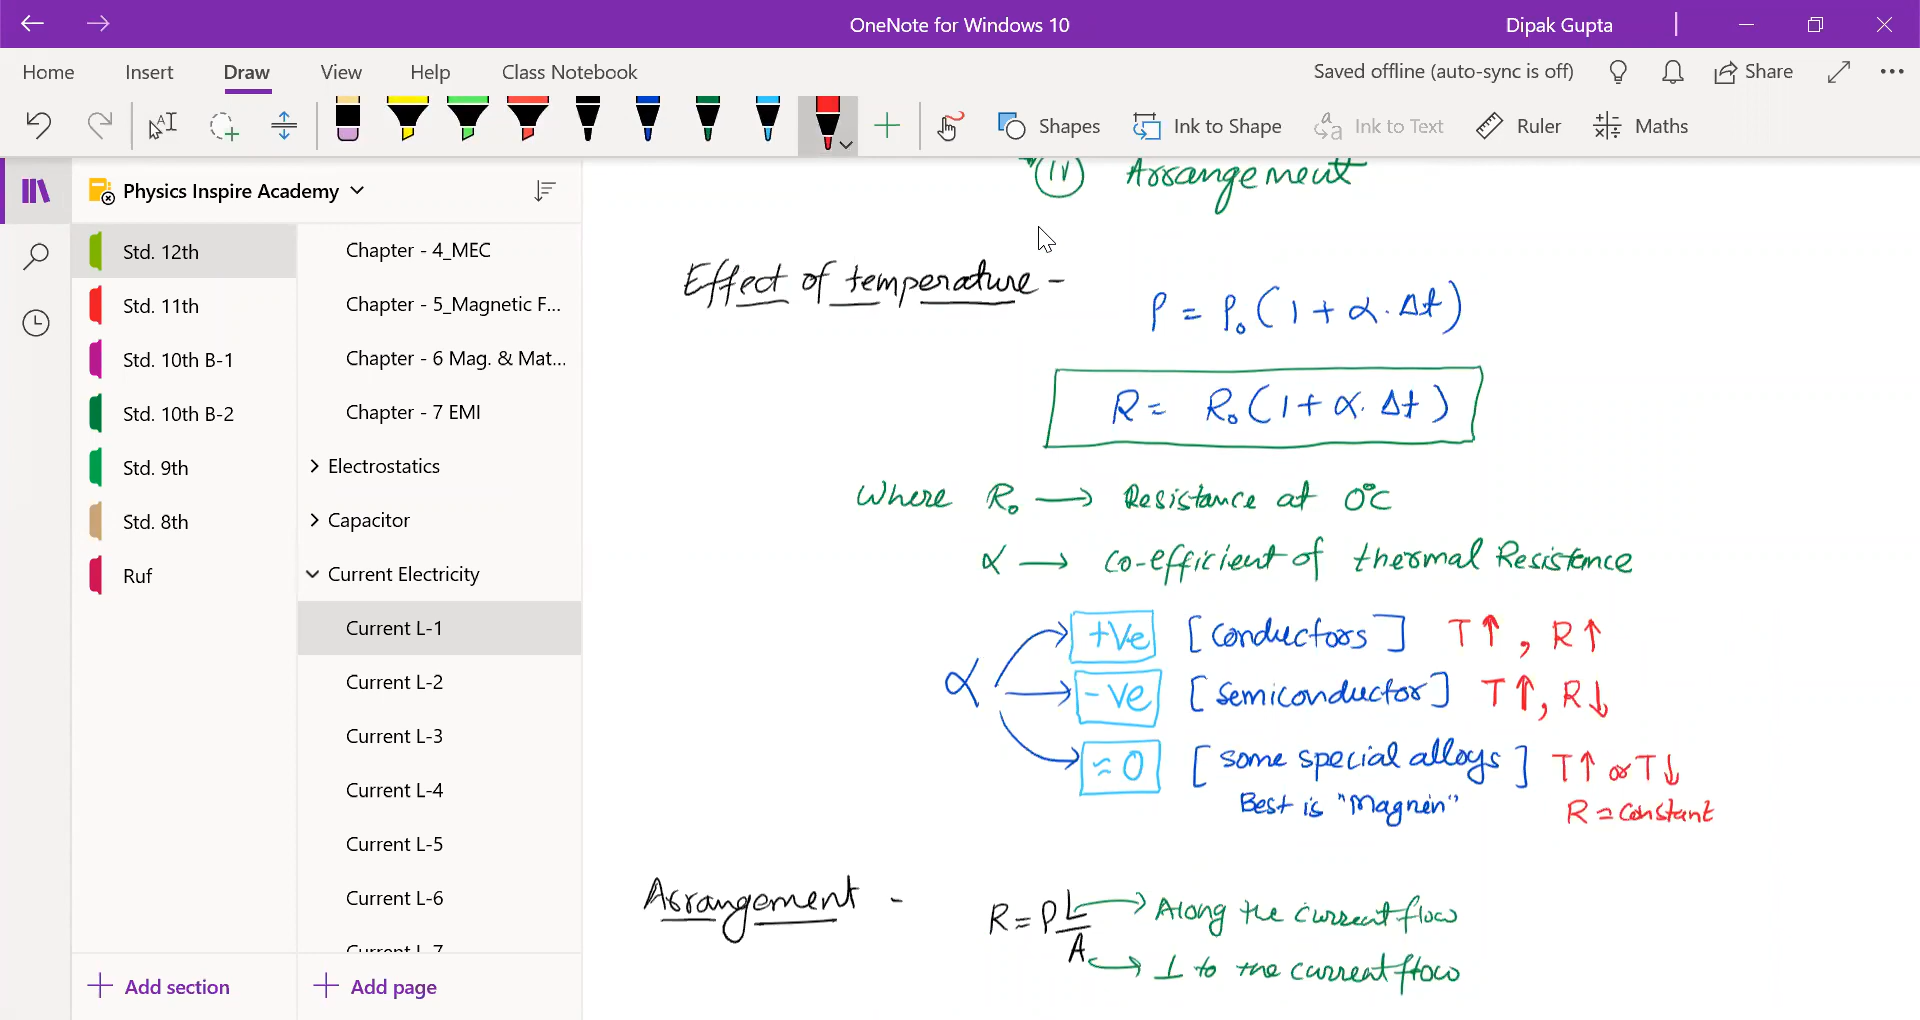 OneNote for Windows 10
Dipak Gupta
Home Insert Draw View Help Class Notebook
Saved offline (auto-sync is off) Share
Shapes Ink to Shape Ink to Text Ruler Maths
Physics Inspire Academy
Std. 12th
Std. 11th
Std. 10th B-1
Std. 10th B-2
Std. 9th
Std. 8th
Ruf
Add section
Chapter - 4_MEC
Chapter - 5_Magnetic F...
Chapter - 6 Mag. & Mat...
Chapter - 7 EMI
Electrostatics
Capacitor
Current Electricity
Current L-1
Current L-2
Current L-3
Current L-4
Current L-5
Current L-6
Current L-7
Add page
(iv) Arrangement
Effect of temperature -
ρ = ρ₀ (1 + α. Δt)
R = R₀ (1 + α. Δt)
Where R₀ → Resistance at 0°C
α → Co-efficient of thermal Resistance
α
+Ve [Conductors] T↑, R↑
-Ve [Semiconductor] T↑, R↓
≈ 0 [Some special alloys] T↑ or T↓
Best is "Magnin" R = Constant
Arrangement - R = ρ L/A
→ Along the current flow
→ ⊥ to the current flow